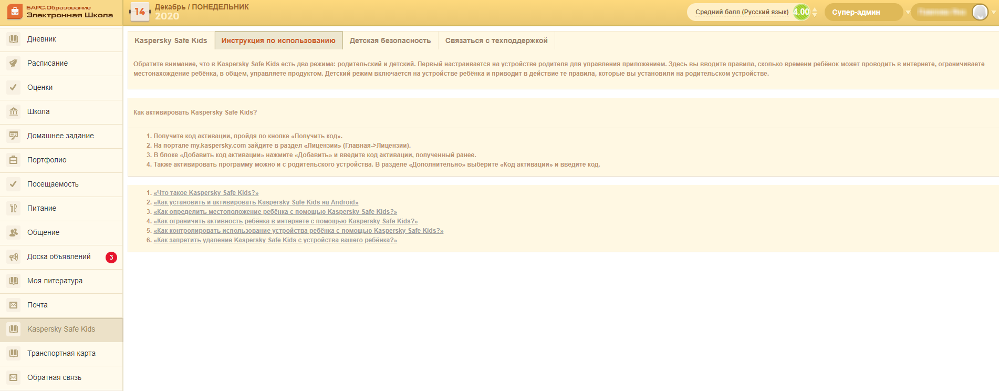 БАРС.Образование
Электронная Школа
14
Декабрь / ПОНЕДЕЛЬНИК
2020
Средний балл (Русский язык)
4.00
Супер-админ
Дневник
Расписание
Оценки
Школа
Домашнее задание
Портфолио
Посещаемость
Питание
Общение
Доска объявлений
3
Моя литература
Почта
Kaspersky Safe Kids
Транспортная карта
Обратная связь
Kaspersky Safe Kids
Инструкция по использованию
Детская безопасность
Связаться с техподдержкой
Обратите внимание, что в Kaspersky Safe Kids есть два режима: родительский и детский. Первый настраивается на устройстве родителя для управления приложением. Здесь вы вводите правила, сколько времени ребёнок может проводить в интернете, ограничиваете
местонахождение ребёнка, в общем, управляете продуктом. Детский режим включается на устройстве ребёнка и приводит в действие те правила, которые вы установили на родительском устройстве.
Как активировать Kaspersky Safe Kids?
1. Получите код активации, пройдя по кнопке «Получить код».
2. На портале my.kaspersky.com зайдите в раздел «Лицензии» (Главная->Лицензии).
3. В блоке «Добавить код активации» нажмите «Добавить» и введите код активации, полученный ранее.
4. Также активировать программу можно и с родительского устройства. В разделе «Дополнительно» выберите «Код активации» и введите код.
1. «Что такое Kaspersky Safe Kids?»
2. «Как установить и активировать Kaspersky Safe Kids на Android»
3. «Как определить местоположение ребёнка с помощью Kaspersky Safe Kids?»
4. «Как ограничить активность ребёнка в интернете с помощью Kaspersky Safe Kids?»
5. «Как контролировать использование устройства ребёнка с помощью Kaspersky Safe Kids?»
6. «Как запретить удаление Kaspersky Safe Kids с устройства вашего ребёнка?»